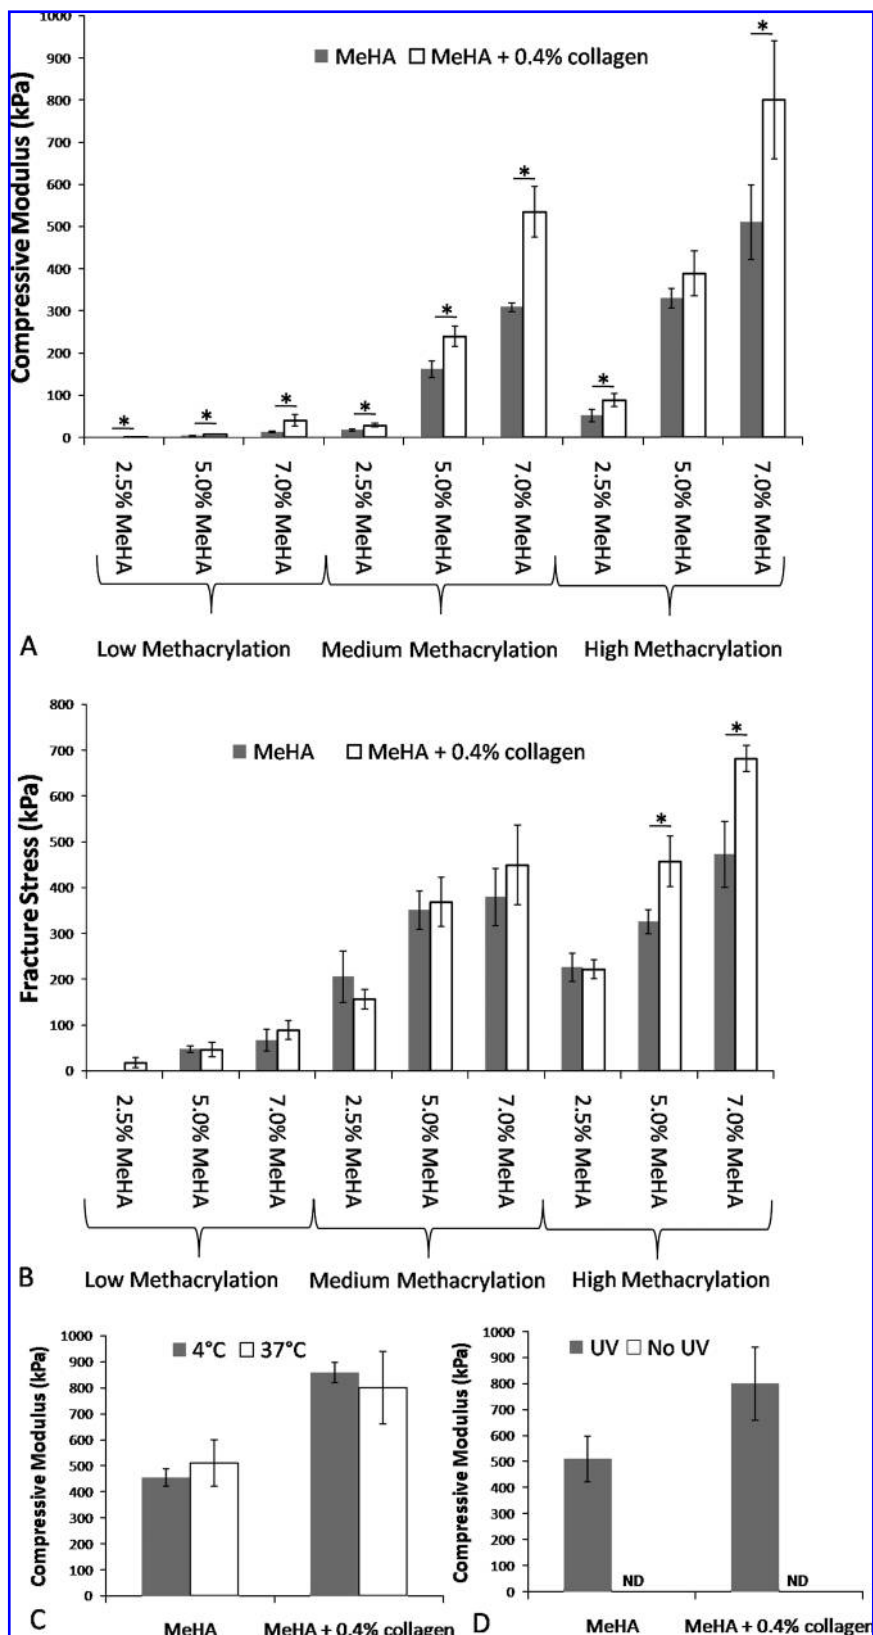 Compressive Modulus (kPa)
1000
900
800
700
600
500
400
300
200
100
0
MeHA MeHA + 0.4% collagen
* * * * * * * *
2.5% MeHA
5.0% MeHA
7.0% MeHA
2.5% MeHA
5.0% MeHA
7.0% MeHA
2.5% MeHA
5.0% MeHA
7.0% MeHA
A
Low Methacrylation Medium Methacrylation High Methacrylation
Fracture Stress (kPa)
800
700
600
500
400
300
200
100
0
MeHA MeHA + 0.4% collagen
* *
2.5% MeHA
5.0% MeHA
7.0% MeHA
2.5% MeHA
5.0% MeHA
7.0% MeHA
2.5% MeHA
5.0% MeHA
7.0% MeHA
B
Low Methacrylation Medium Methacrylation High Methacrylation
Compressive Modulus (kPa)
1000
900
800
700
600
500
400
300
200
100
0
4°C 37°C
C
MeHA MeHA + 0.4% collagen
Compressive Modulus (kPa)
1000
900
800
700
600
500
400
300
200
100
0
UV No UV
ND ND
D
MeHA MeHA + 0.4% collagen